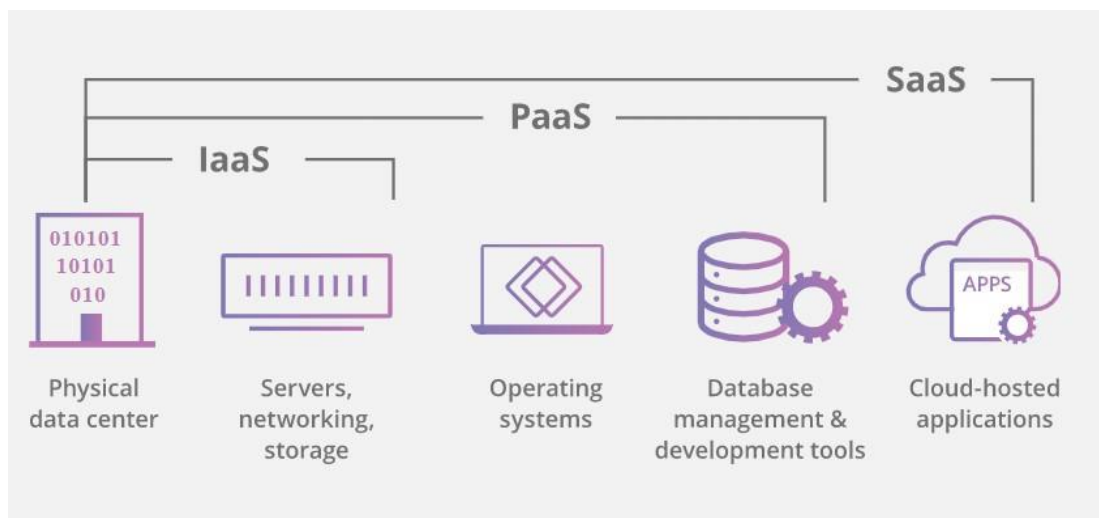 SaaS
PaaS
IaaS
010101
10101
010
APPS
Physical
data center
Servers,
networking,
storage
Operating
systems
Database
management &
development tools
Cloud-hosted
applications